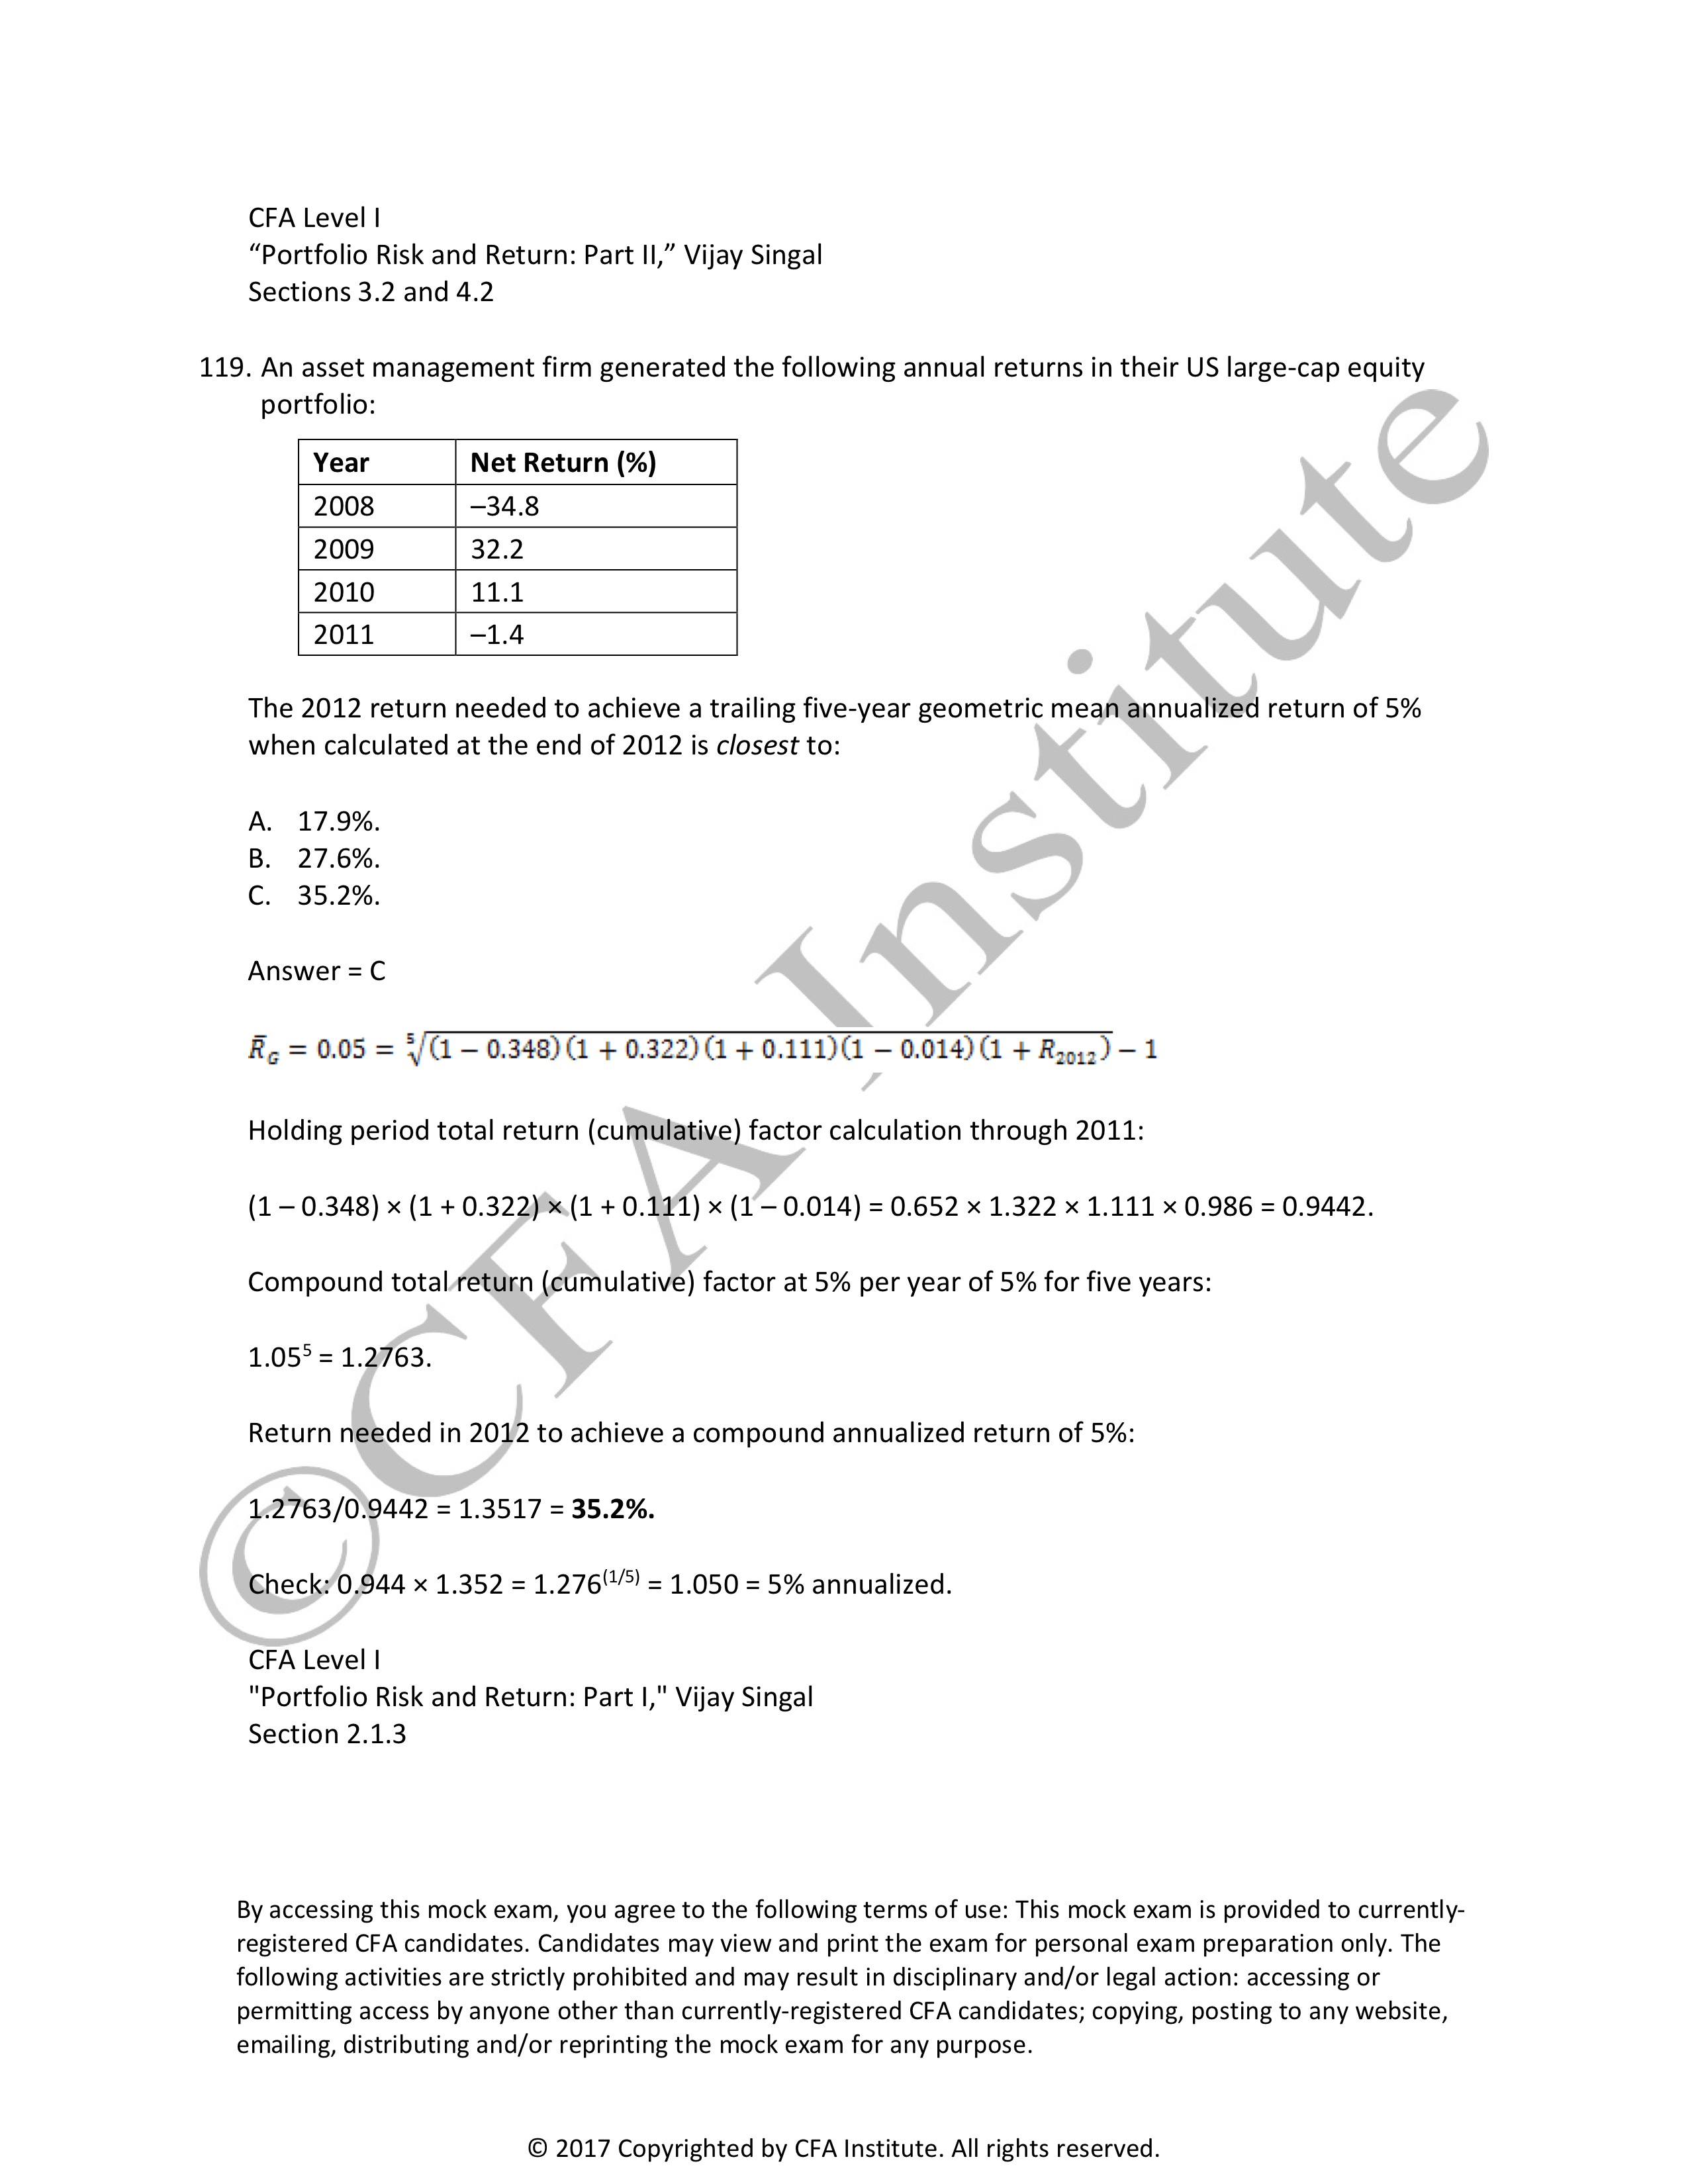 CFA Level I
“Portfolio Risk and Return: Part II,” Vijay Singal
Sections 3.2 and 4.2
119. An asset management firm generated the following annual returns in their US large-cap equity
portfolio:
Year Net Return (%)
2008 –34.8
2009 32.2
2010 11.1
2011 –1.4
The 2012 return needed to achieve a trailing five-year geometric mean annualized return of 5%
when calculated at the end of 2012 is closest to:
A. 17.9%.
B. 27.6%.
C. 35.2%.
Answer = C
R̄_G = 0.05 = ⁵√(1 − 0.348)(1 + 0.322)(1 + 0.111)(1 − 0.014)(1 + R₂₀₁₂) − 1
Holding period total return (cumulative) factor calculation through 2011:
(1 – 0.348) × (1 + 0.322) × (1 + 0.111) × (1 – 0.014) = 0.652 × 1.322 × 1.111 × 0.986 = 0.9442.
Compound total return (cumulative) factor at 5% per year of 5% for five years:
1.05⁵ = 1.2763.
Return needed in 2012 to achieve a compound annualized return of 5%:
1.2763/0.9442 = 1.3517 = 35.2%.
Check: 0.944 × 1.352 = 1.276^(1/5) = 1.050 = 5% annualized.
CFA Level I
"Portfolio Risk and Return: Part I," Vijay Singal
Section 2.1.3
By accessing this mock exam, you agree to the following terms of use: This mock exam is provided to currently-
registered CFA candidates. Candidates may view and print the exam for personal exam preparation only. The
following activities are strictly prohibited and may result in disciplinary and/or legal action: accessing or
permitting access by anyone other than currently-registered CFA candidates; copying, posting to any website,
emailing, distributing and/or reprinting the mock exam for any purpose.
© 2017 Copyrighted by CFA Institute. All rights reserved.
©CFA Institute